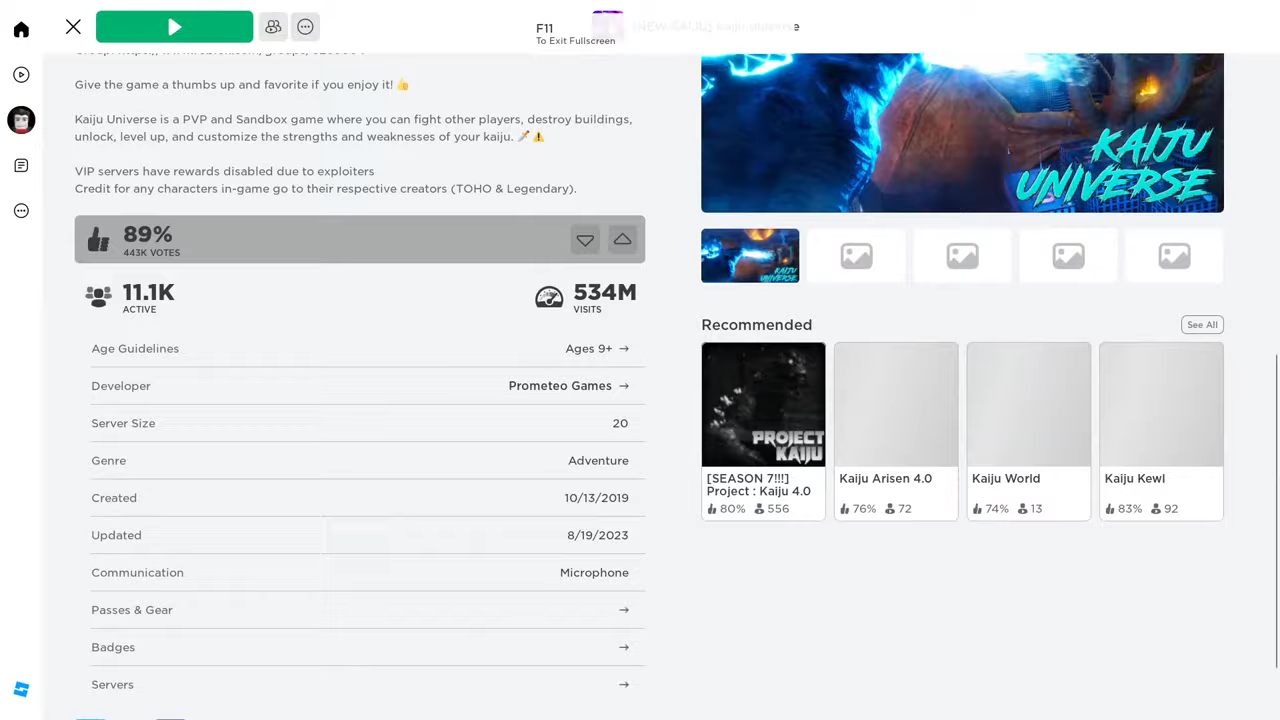 F11
To Exit Fullscreen
Give the game a thumbs up and favorite if you enjoy it! 👍
Kaiju Universe is a PVP and Sandbox game where you can fight other players, destroy buildings,
unlock, level up, and customize the strengths and weaknesses of your kaiju. 🗡️⚠️
VIP servers have rewards disabled due to exploiters
Credit for any characters in-game go to their respective creators (TOHO & Legendary).
89%
443K VOTES
11.1K
ACTIVE
534M
VISITS
Age Guidelines Ages 9+ →
Developer Prometeo Games →
Server Size 20
Genre Adventure
Created 10/13/2019
Updated 8/19/2023
Communication Microphone
Passes & Gear →
Badges →
Servers →
KAIJU
UNIVERSE
KAIJU
UNIVERSE
Recommended See All
PROJECT
KAIJU
[SEASON 7!!!]
Project : Kaiju 4.0
80% 556
Kaiju Arisen 4.0
76% 72
Kaiju World
74% 13
Kaiju Kewl
83% 92